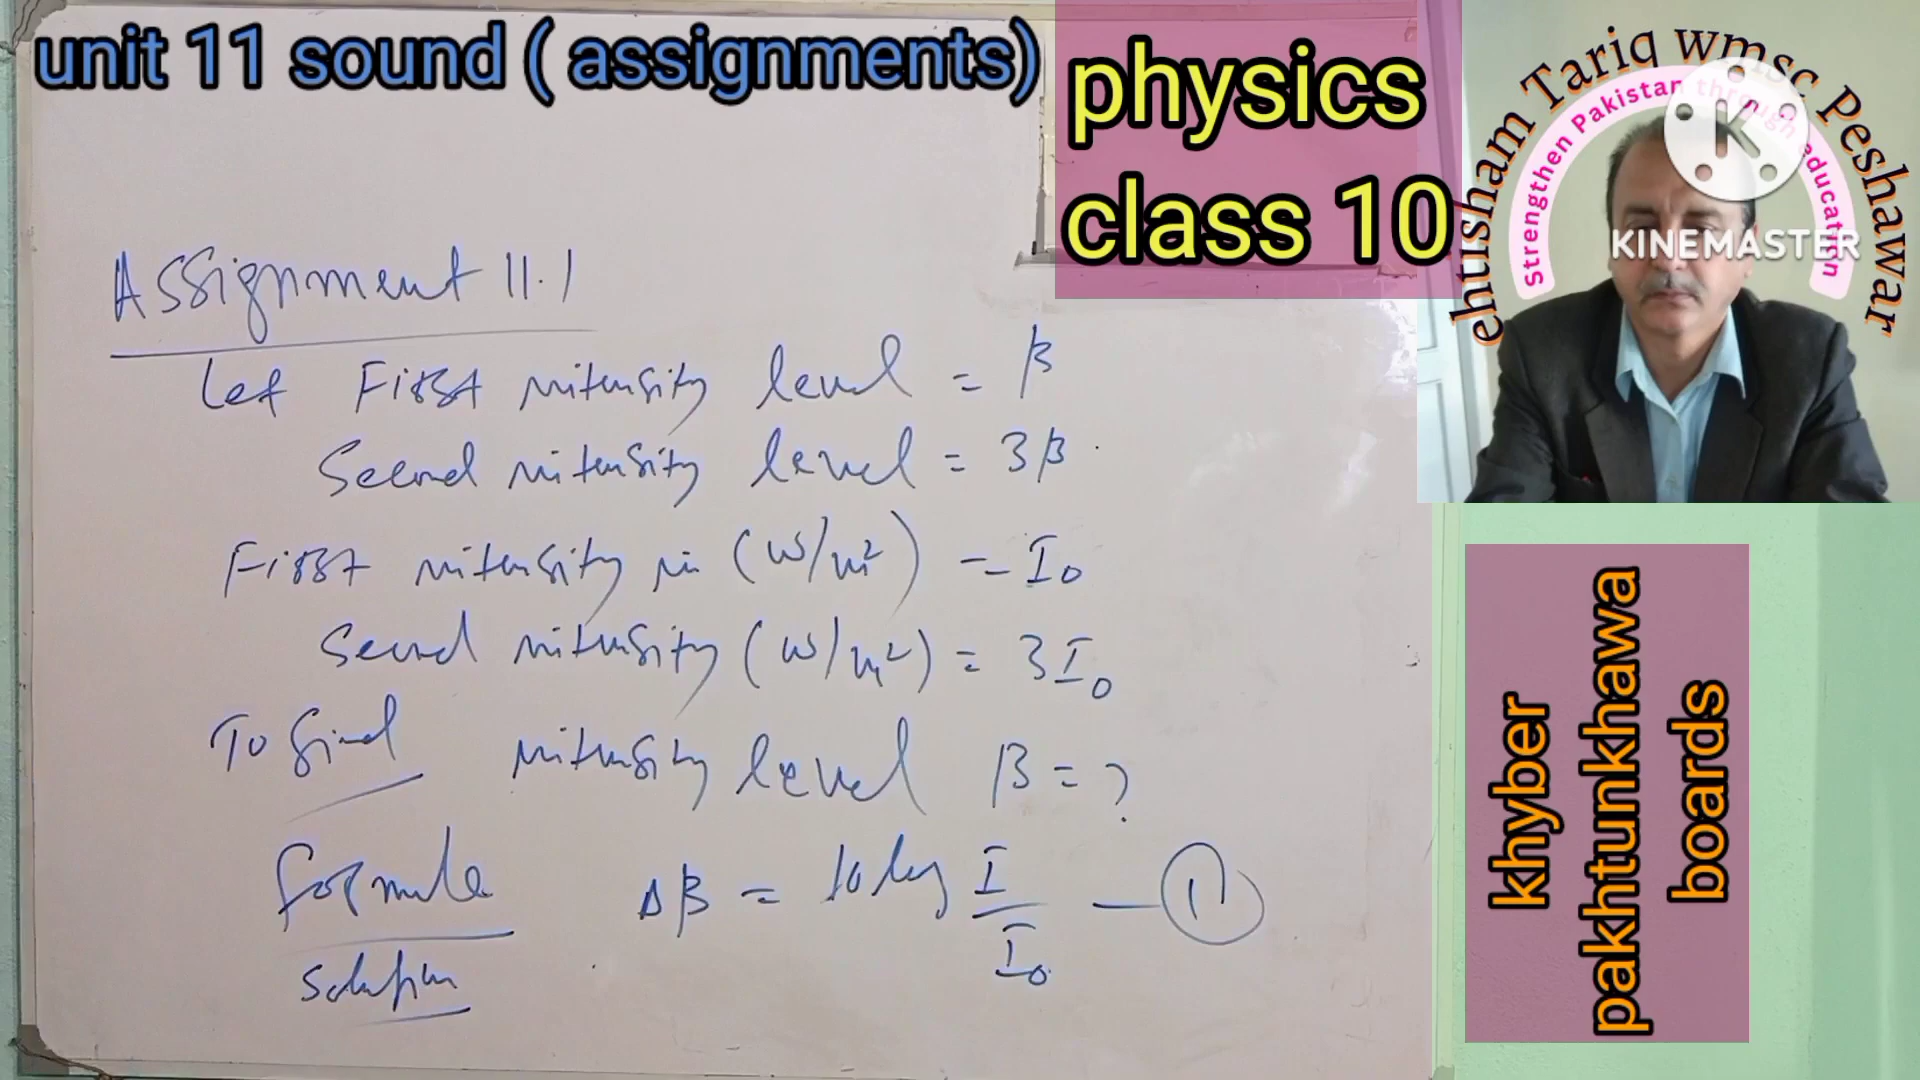 unit 11 sound ( assignments)
physics
class 10
ehtisham Tariq wmsc Peshawar
Strengthen Pakistan through education
KINEMASTER
Assignment 11.1
Let First intensity level = β
Second intensity level = 3β
First intensity in (W/m²) = I₀
Second intensity (W/m²) = 3I₀
To find intensity level β = ?
formula Δβ = 10 log I/I₀ — (1)
solution
khyber
pakhtunkhawa
boards